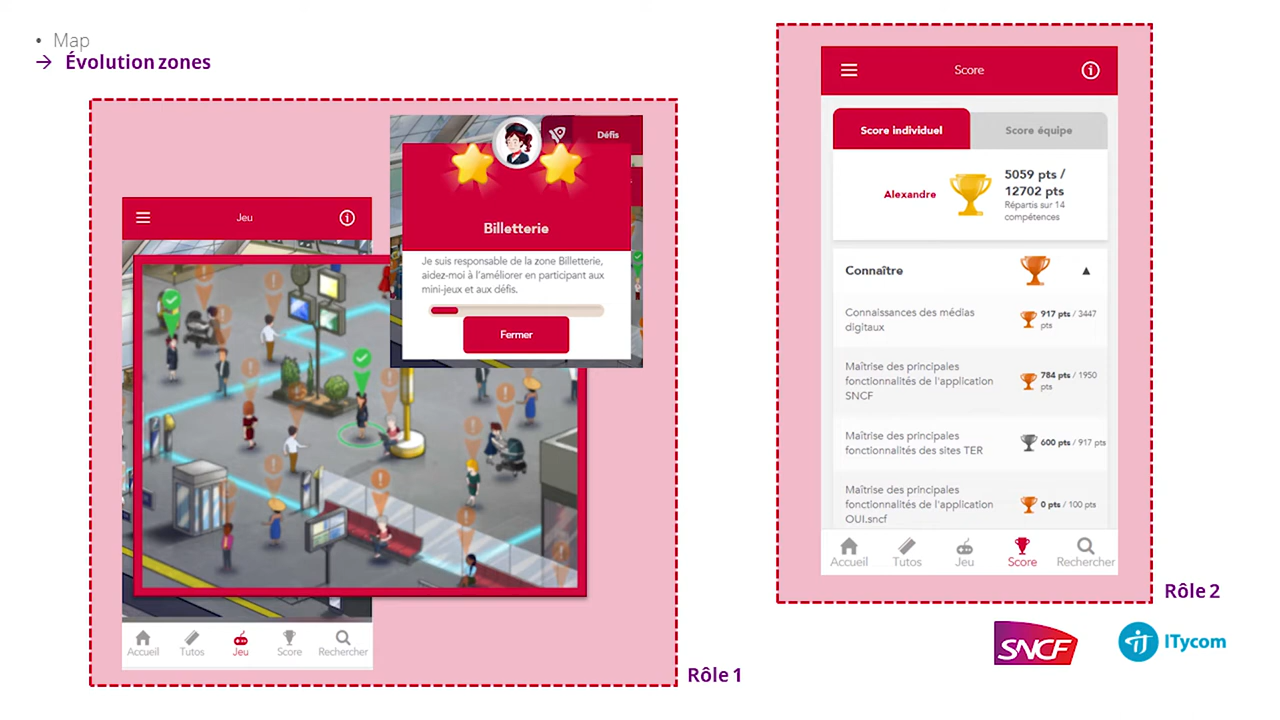 • Map
→ Évolution zones
Jeu
Défis
Billetterie
Je suis responsable de la zone Billetterie,
aidez-moi à l'améliorer en participant aux
mini-jeux et aux défis.
Fermer
Accueil
Tutos
Jeu
Score
Rechercher
Rôle 1
Score
Score individuel
Score équipe
Alexandre
5059 pts /
12702 pts
Répartis sur 14
compétences
Connaître
Connaissances des médias
digitaux
917 pts / 3447
pts
Maîtrise des principales
fonctionnalités de l'application
SNCF
784 pts / 1950
pts
Maîtrise des principales
fonctionnalités des sites TER
600 pts / 917 pts
Maîtrise des principales
fonctionnalités de l'application
OUI.sncf
0 pts / 100 pts
Accueil
Tutos
Jeu
Score
Rechercher
Rôle 2
SNCF
iT ITycom